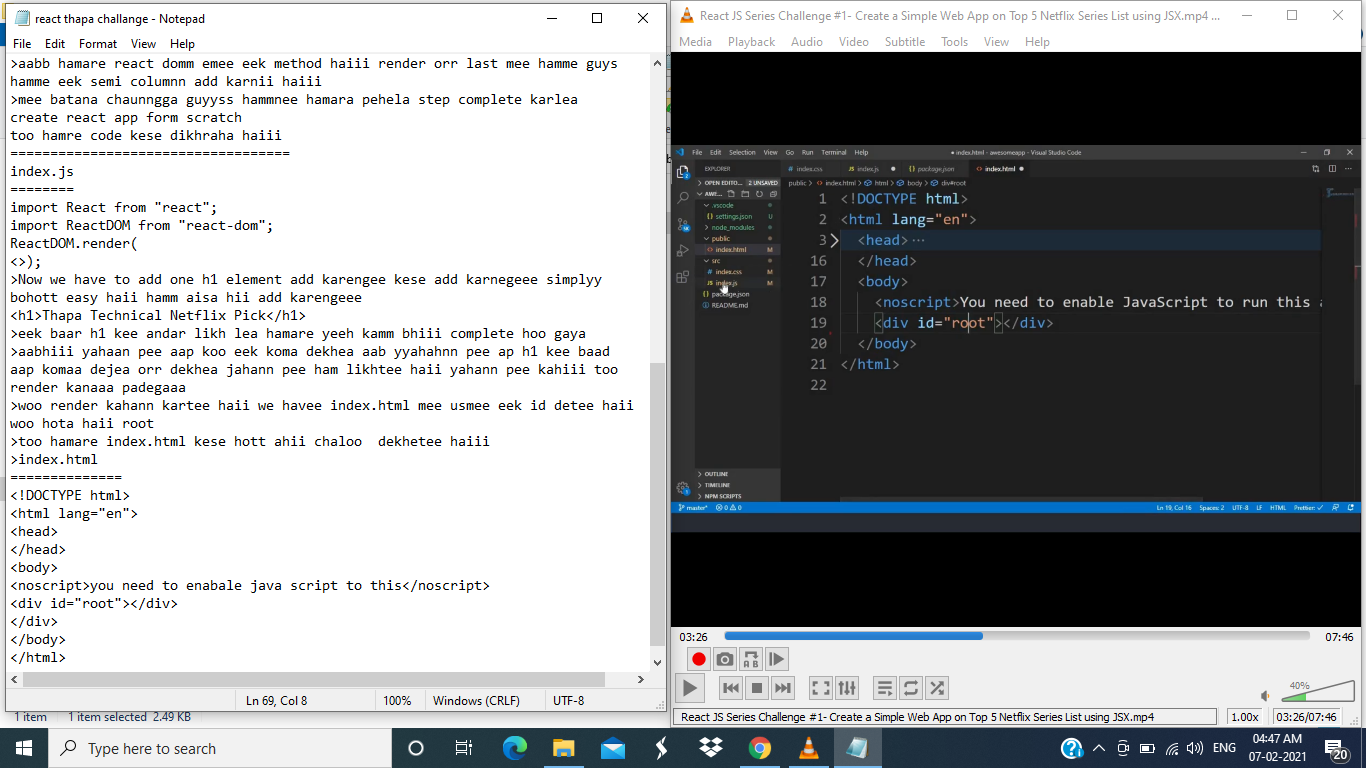 react thapa challange - Notepad
File Edit Format View Help
>aabb hamare react domm emee eek method haiii render orr last mee hamme guys
hamme eek semi columnn add karnii haiii
>mee batana chaunngga guyyss hammnee hamara pehela step complete karlea
create react app form scratch
too hamre code kese dikhraha haiii
==================================
index.js
========
import React from "react";
import ReactDOM from "react-dom";
ReactDOM.render(
<>);
>Now we have to add one h1 element add karengee kese add karnegeee simplyy
bohott easy haii hamm aisa hii add karengeee
<h1>Thapa Technical Netflix Pick</h1>
>eek baar h1 kee andar likh lea hamare yeeh kamm bhiii complete hoo gaya
>aabhiii yahaan pee aap koo eek koma dekhea aab yyahahnn pee ap h1 kee baad
aap komaa dejea orr dekhea jahann pee ham likhtee haii yahann pee kahiii too
render kanaaa padegaaa
>woo render kahann kartee haii we havee index.html mee usmee eek id detee haii
woo hota haii root
>too hamare index.html kese hott ahii chaloo  dekhetee haiii
>index.html
==============
<!DOCTYPE html>
<html lang="en">
<head>
</head>
<body>
<noscript>you need to enabale java script to this</noscript>
<div id="root"></div>
</div>
</body>
</html>
Ln 69, Col 8 100% Windows (CRLF) UTF-8
1 item 1 item selected 2.49 KB
React JS Series Challenge #1- Create a Simple Web App on Top 5 Netflix Series List using JSX.mp4 ...
Media Playback Audio Video Subtitle Tools View Help
File Edit Selection View Go Run Terminal Help
● index.html - awesomeapp - Visual Studio Code
EXPLORER
# index.css JS index.js ● {} package.json <> index.html ●
> OPEN EDITO... 2 UNSAVED
public > <> index.html > html > body > div#root
.vscode
{} settings.json U
> node_modules
public
<> index.html M
src
# index.css M
JS index.js M
{} package.json
README.md
> OUTLINE
> TIMELINE
> NPM SCRIPTS
1 <!DOCTYPE html>
2 <html lang="en">
3 <head> ...
16 </head>
17 <body>
18 <noscript>You need to enable JavaScript to run this
19 <div id="root"></div>
20 </body>
21 </html>
22
master* 0 0 Ln 19, Col 16 Spaces: 2 UTF-8 LF HTML Prettier: ✓
03:26 07:46
A B
40%
React JS Series Challenge #1- Create a Simple Web App on Top 5 Netflix Series List using JSX.mp4 1.00x 03:26/07:46
Type here to search
ENG
04:47 AM
07-02-2021
20